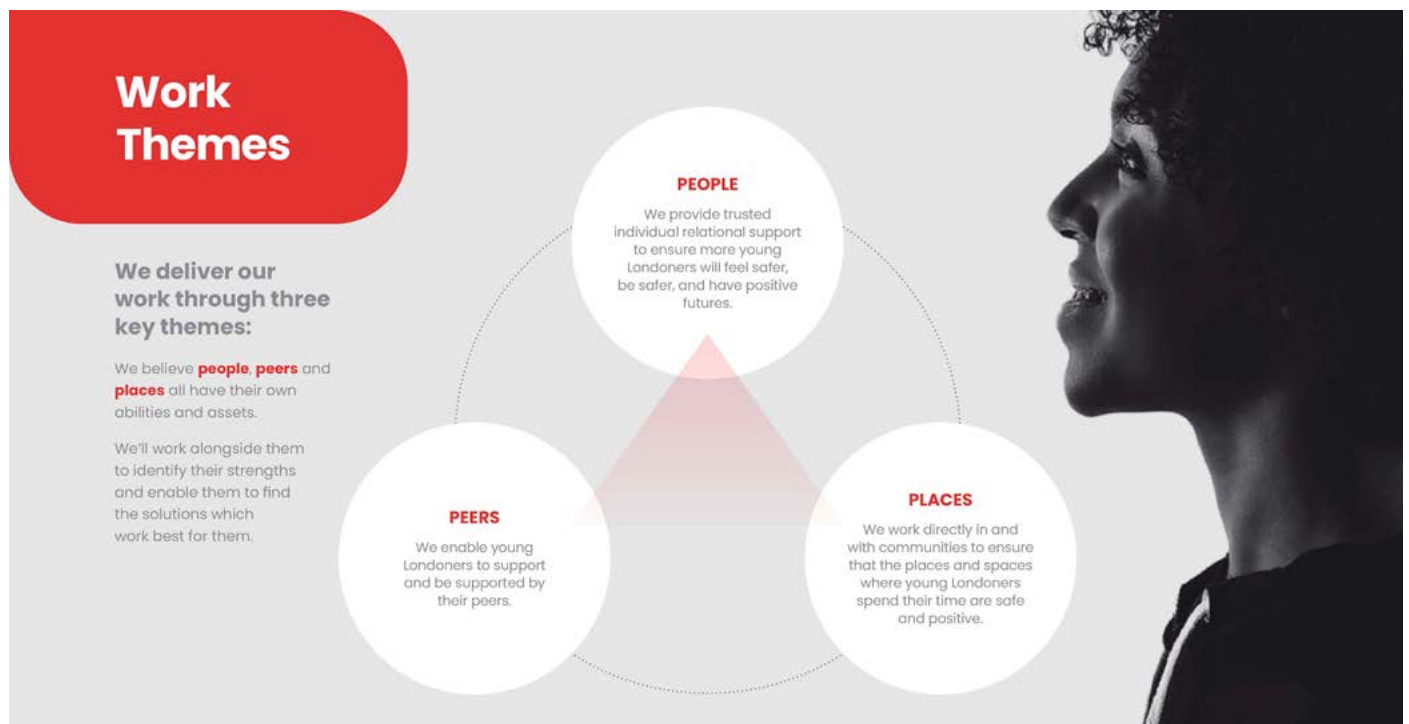 Work
Themes
We deliver our
work through three
key themes:
We believe people, peers and
places all have their own
abilities and assets.
We'll work alongside them
to identify their strengths
and enable them to find
the solutions which
work best for them.
PEOPLE
We provide trusted
individual relational support
to ensure more young
Londoners will feel safer,
be safer, and have positive
futures.
PEERS
We enable young
Londoners to support
and be supported by
their peers.
PLACES
We work directly in and
with communities to ensure
that the places and spaces
where young Londoners
spend their time are safe
and positive.